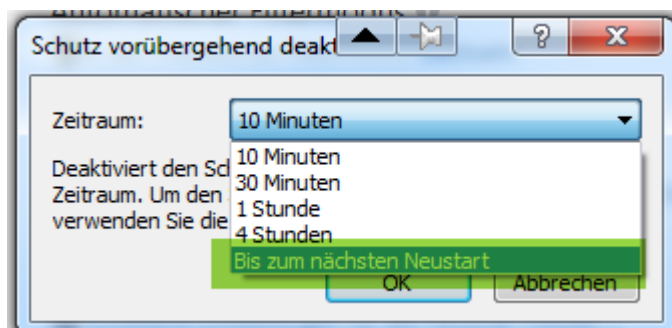 Schutz vorübergehend deakt
Zeitraum:
10 Minuten
10 Minuten
30 Minuten
1 Stunde
4 Stunden
Bis zum nächsten Neustart
Deaktiviert den Sc
Zeitraum. Um den
verwenden Sie die
OK
Abbrechen